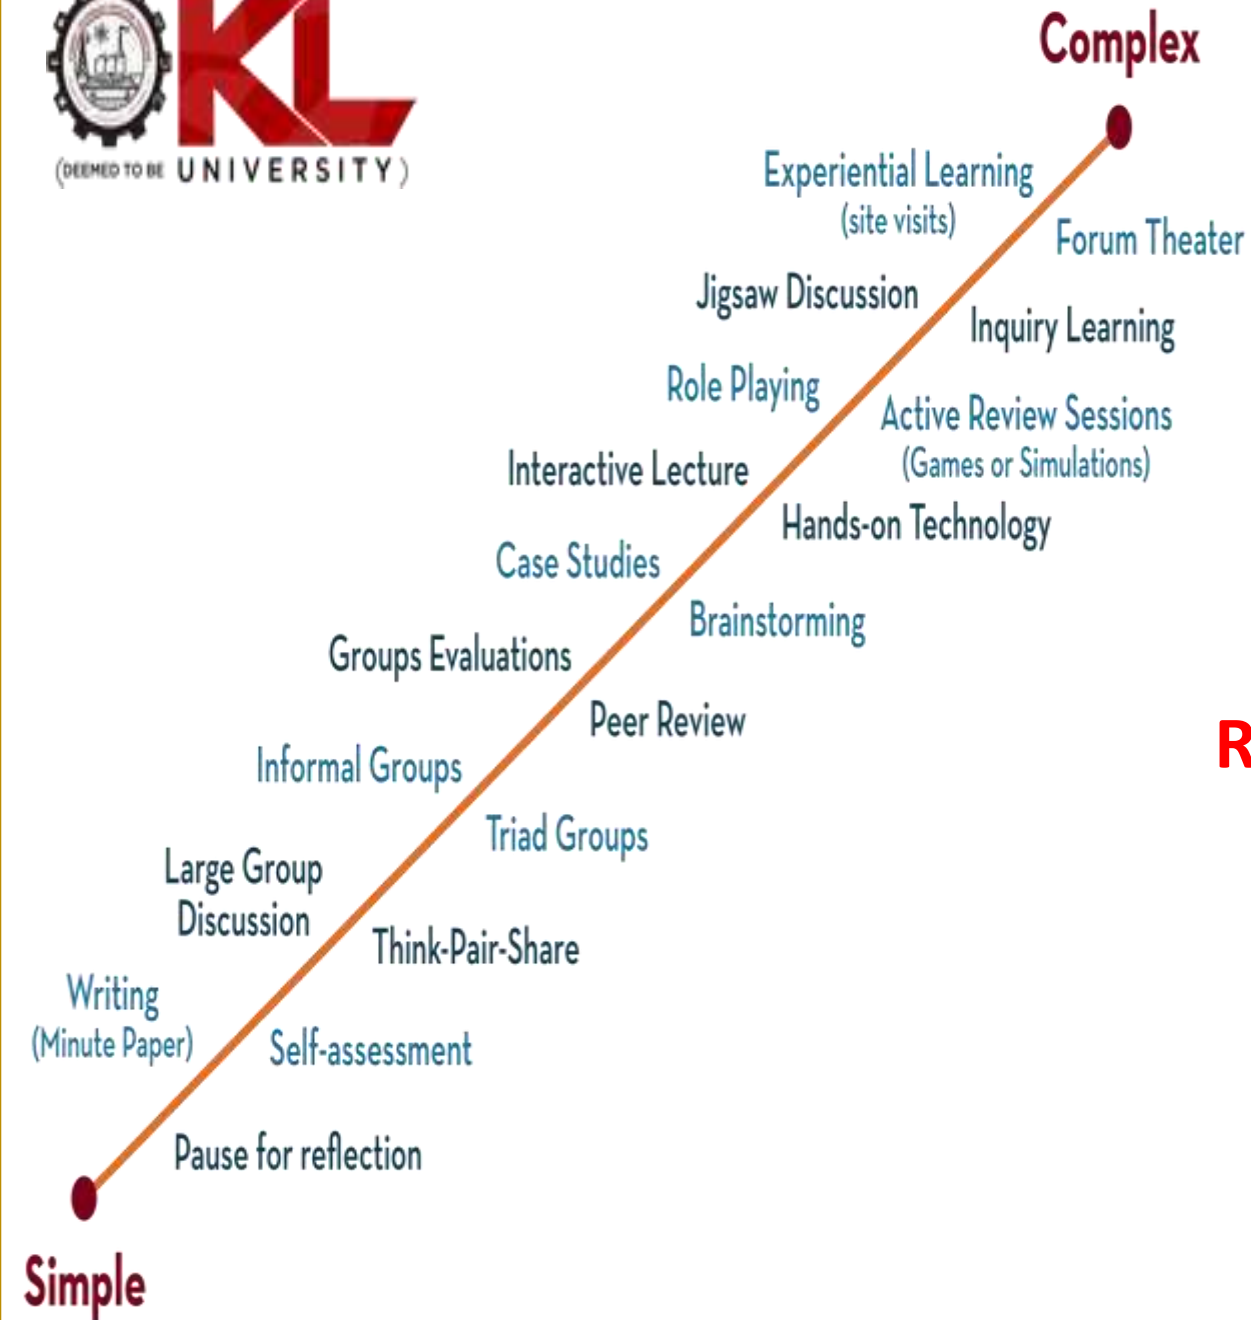 KL
(DEEMED TO BE UNIVERSITY)
Complex
Experiential Learning
(site visits)
Forum Theater
Jigsaw Discussion
Inquiry Learning
Role Playing
Active Review Sessions
(Games or Simulations)
Interactive Lecture
Hands-on Technology
Case Studies
Brainstorming
Groups Evaluations
Peer Review
R
Informal Groups
Triad Groups
Large Group
Discussion
Think-Pair-Share
Writing
(Minute Paper)
Self-assessment
Pause for reflection
Simple